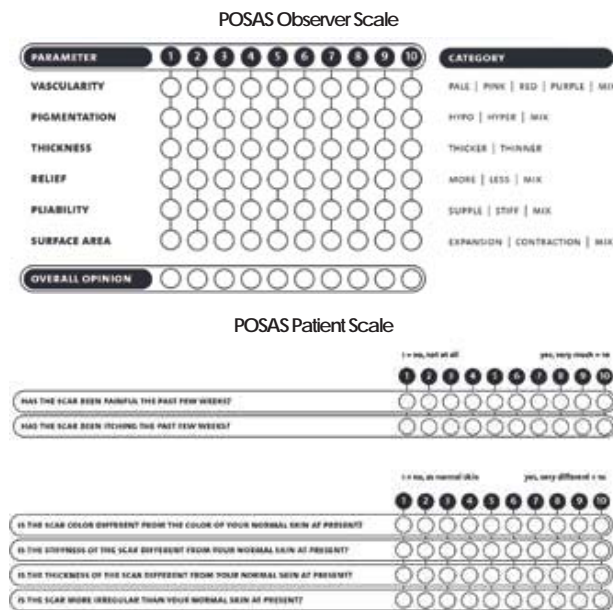 POSAS Observer Scale
PARAMETER 1 2 3 4 5 6 7 8 9 10 CATEGORY
VASCULARITY PALE | PINK | RED | PURPLE | MIX
PIGMENTATION HYPO | HYPER | MIX
THICKNESS THICKER | THINNER
RELIEF MORE | LESS | MIX
PLIABILITY SUPPLE | STIFF | MIX
SURFACE AREA EXPANSION | CONTRACTION | MIX
OVERALL OPINION
POSAS Patient Scale
1 = no, not at all yes, very much = 10
1 2 3 4 5 6 7 8 9 10
HAS THE SCAR BEEN PAINFUL THE PAST FEW WEEKS?
HAS THE SCAR BEEN ITCHING THE PAST FEW WEEKS?
1 = no, as normal skin yes, very different = 10
1 2 3 4 5 6 7 8 9 10
IS THE SCAR COLOR DIFFERENT FROM THE COLOR OF YOUR NORMAL SKIN AT PRESENT?
IS THE STIFFNESS OF THE SCAR DIFFERENT FROM YOUR NORMAL SKIN AT PRESENT?
IS THE THICKNESS OF THE SCAR DIFFERENT FROM YOUR NORMAL SKIN AT PRESENT?
IS THE SCAR MORE IRREGULAR THAN YOUR NORMAL SKIN AT PRESENT?